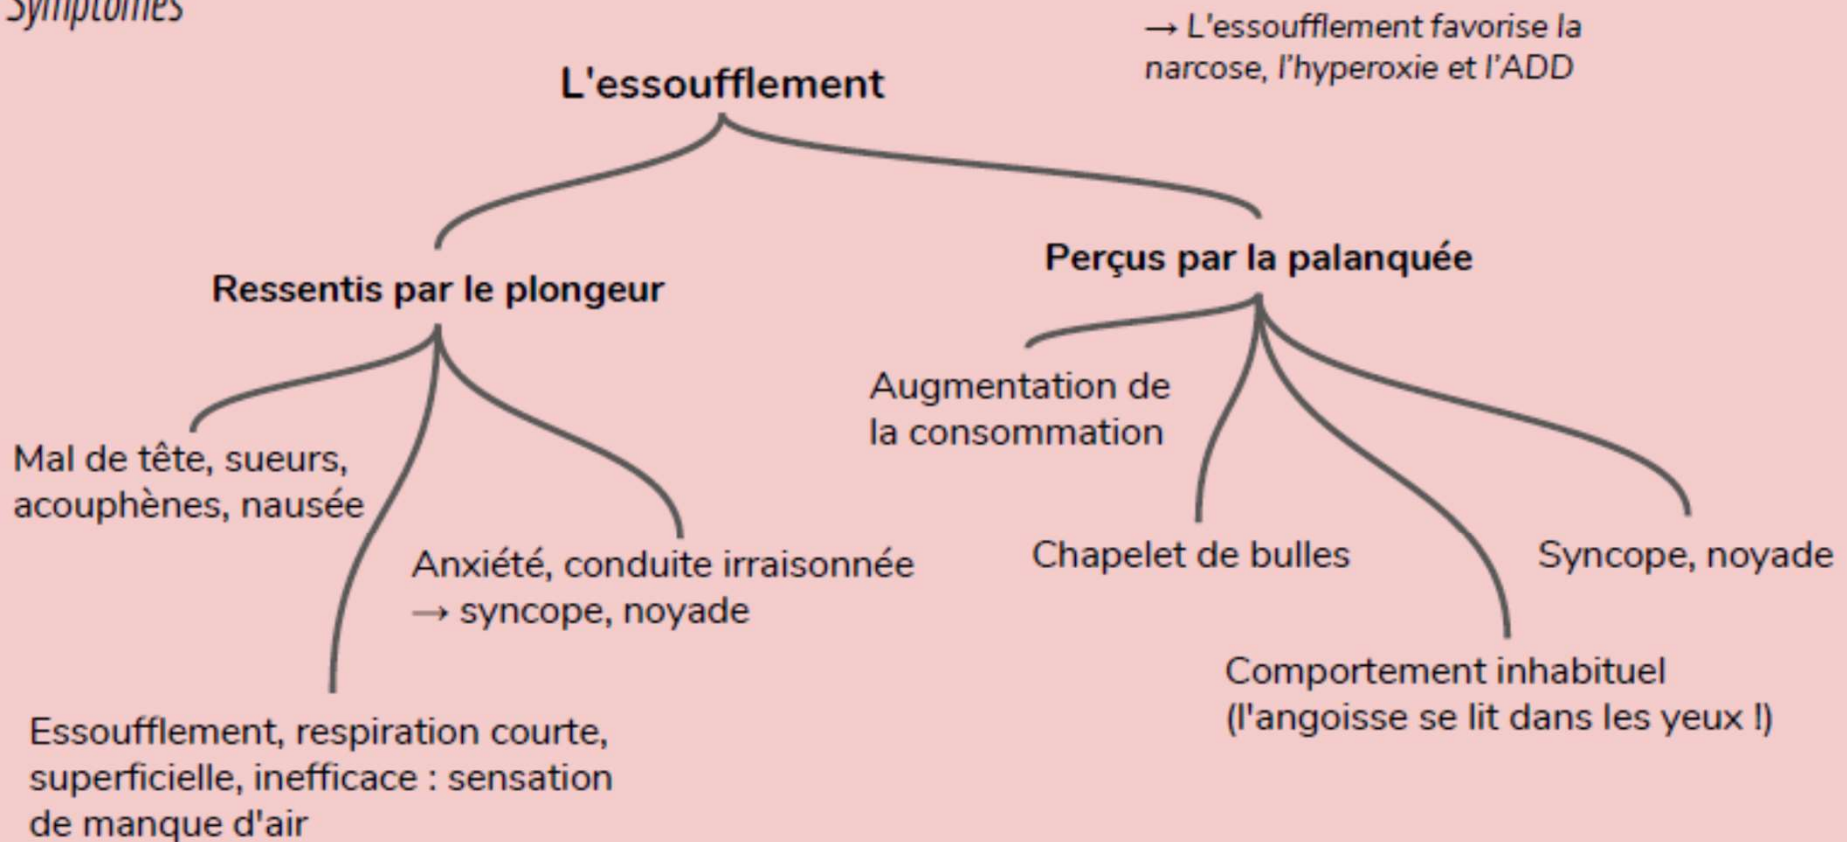 Symptômes
→ L'essoufflement favorise la
narcose, l'hyperoxie et l'ADD
L'essoufflement
Ressentis par le plongeur
Mal de tête, sueurs,
acouphènes, nausée
Anxiété, conduite irraisonnée
→ syncope, noyade
Essoufflement, respiration courte,
superficielle, inefficace : sensation
de manque d'air
Perçus par la palanquée
Augmentation de
la consommation
Chapelet de bulles
Syncope, noyade
Comportement inhabituel
(l'angoisse se lit dans les yeux !)